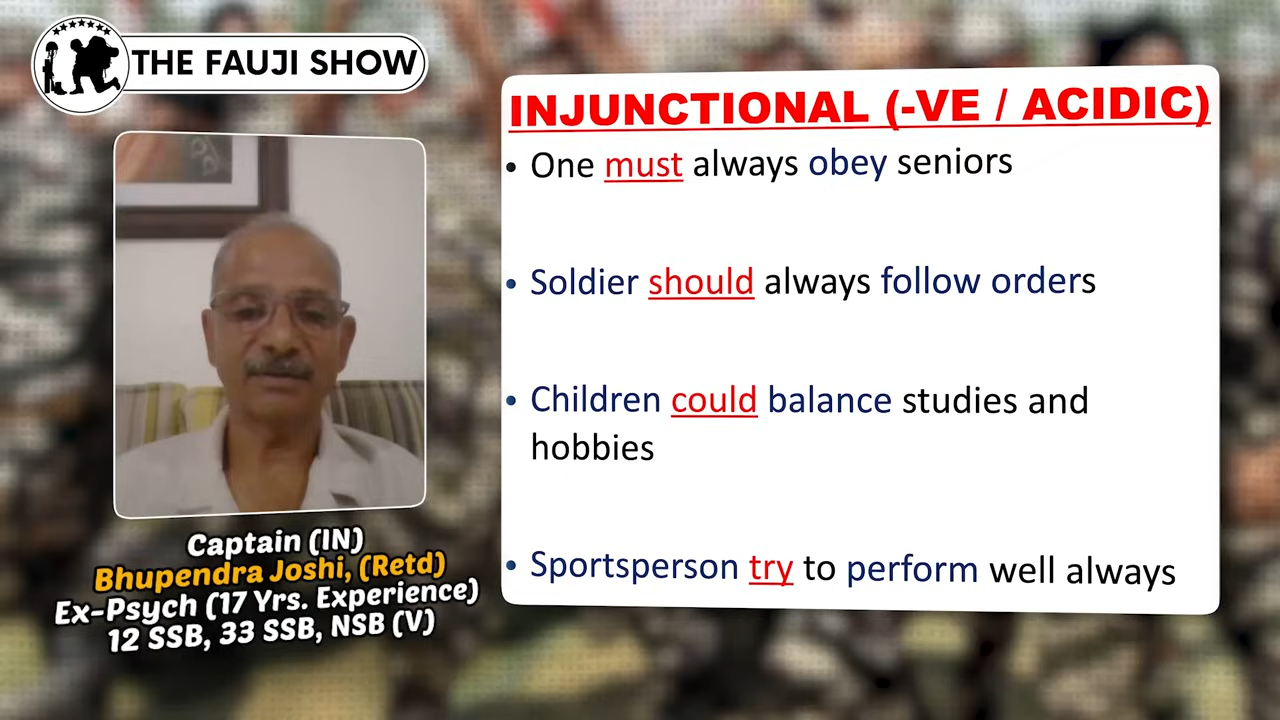 THE FAUJI SHOW
INJUNCTIONAL (-VE / ACIDIC)
• One must always obey seniors
• Soldier should always follow orders
• Children could balance studies and
hobbies
• Sportsperson try to perform well always
Captain (IN)
Bhupendra Joshi, (Retd)
Ex-Psych (17 Yrs. Experience)
12 SSB, 33 SSB, NSB (V)